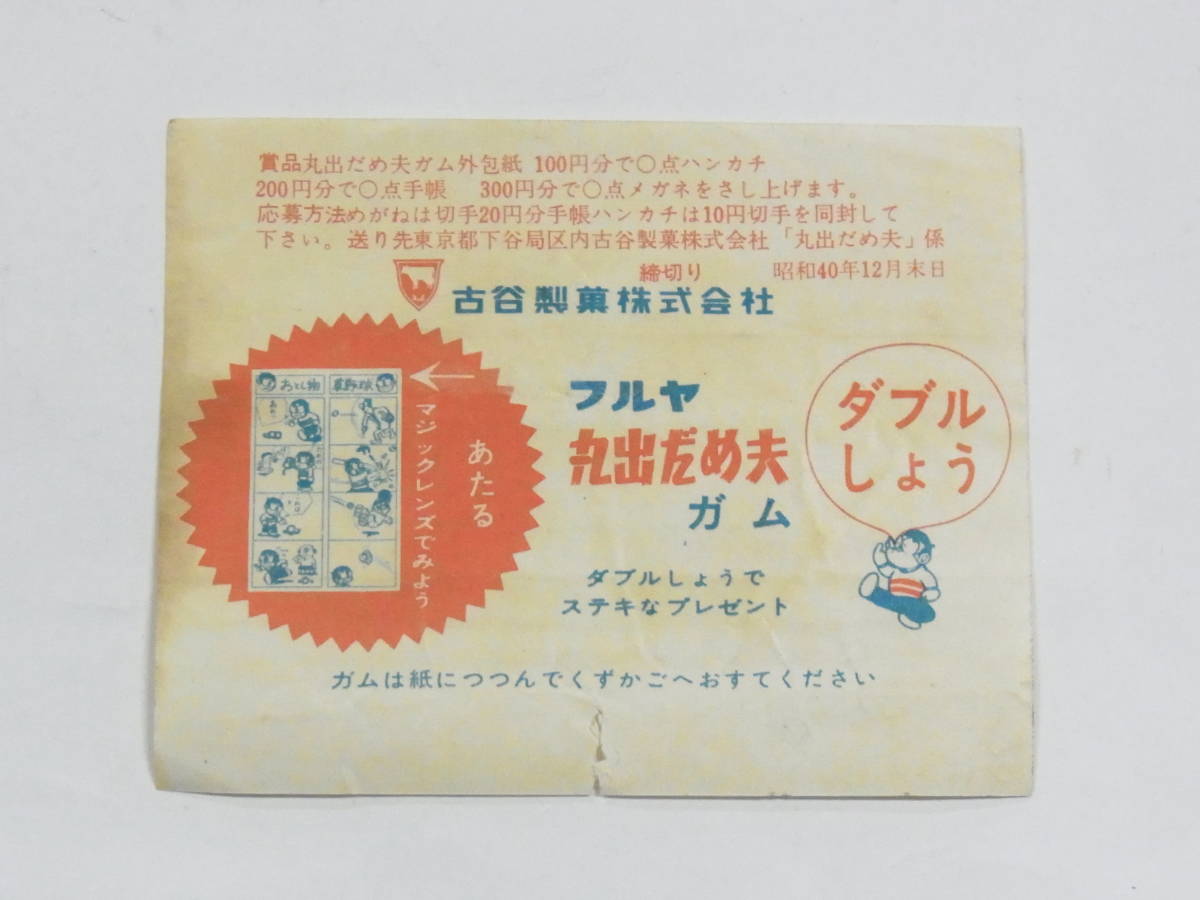 賞品丸出だめ夫ガム外包紙 100円分で〇点ハンカチ
200円分で〇点手帳 300円分で〇点メガネをさし上げます。
応募方法めがねは切手20円分手帳ハンカチは10円切手を同封して
下さい。送り先東京都下谷局区内古谷製菓株式会社「丸出だめ夫」係
締切り 昭和40年12月末日
古谷製菓株式会社
おとし物
草野球
あたる
マジックレンズでみよう
フルヤ
丸出だめ夫
ガム
ダブル
しょう
ダブルしょうで
ステキなプレゼント
ガムは紙につつんでくずかごへおすてください